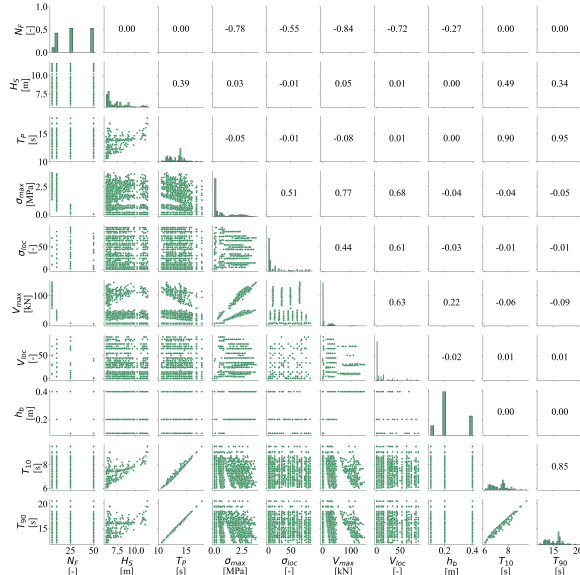 1.0
0.5
0.0
N_F
[-]
0.00 0.00 -0.78 -0.55 -0.84 -0.72 -0.27 0.00 0.00
10.0
7.5
H_S
[m]
0.39 0.03 -0.01 0.05 0.01 0.00 0.49 0.34
15
10
T_P
[s]
-0.05 -0.01 -0.08 0.01 0.00 0.90 0.95
2.5
0.0
σ_max
[MPa]
0.51 0.77 0.68 -0.04 -0.04 -0.05
50
0
σ_loc
[-]
0.44 0.61 -0.03 -0.01 -0.01
100
0
V_max
[kN]
0.63 0.22 -0.06 -0.09
50
0
V_loc
[-]
-0.02 0.01 0.01
0.4
0.2
h_b
[m]
0.00 0.00
8
6
T_10
[s]
0.85
20
15
T_90
[s]
25 50 7.5 10.0 10 15 0.0 2.5 0 50 0 100 0 50 0.2 0.4 6 8 15 20
N_F H_S T_P σ_max σ_loc V_max V_loc h_b T_10 T_90
[-] [m] [s] [MPa] [-] [kN] [-] [m] [s] [s]